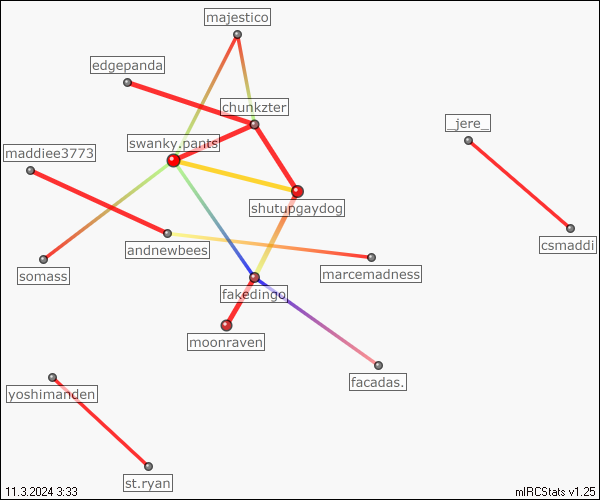 majestico
edgepanda
chunkzter
_jere_
swanky.pants
maddiee3773
shutupgaydog
andnewbees
csmaddi
somass
marcemadness
fakedingo
moonraven
facadas.
yoshimanden
st.ryan
11.3.2024 3:33
mIRCStats v1.25